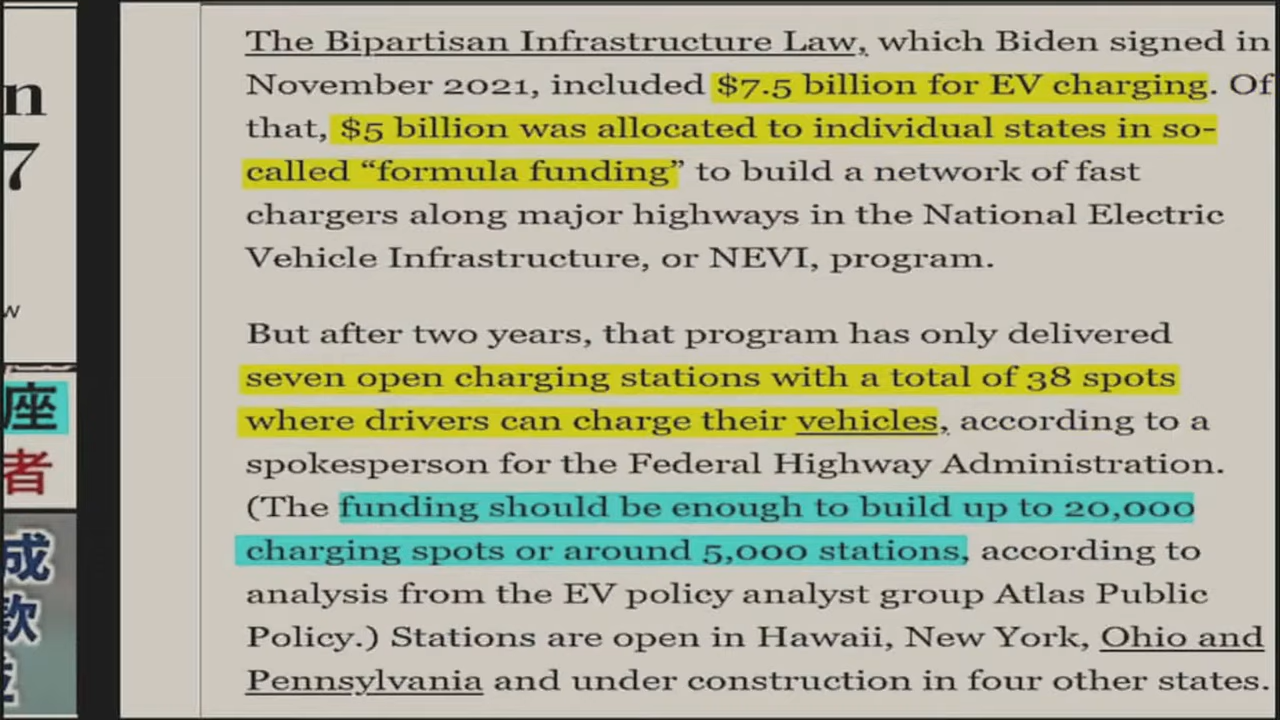 n
7
w
座
者
成
款
The Bipartisan Infrastructure Law, which Biden signed in
November 2021, included $7.5 billion for EV charging. Of
that, $5 billion was allocated to individual states in so-
called “formula funding” to build a network of fast
chargers along major highways in the National Electric
Vehicle Infrastructure, or NEVI, program.
But after two years, that program has only delivered
seven open charging stations with a total of 38 spots
where drivers can charge their vehicles, according to a
spokesperson for the Federal Highway Administration.
(The funding should be enough to build up to 20,000
charging spots or around 5,000 stations, according to
analysis from the EV policy analyst group Atlas Public
Policy.) Stations are open in Hawaii, New York, Ohio and
Pennsylvania and under construction in four other states.